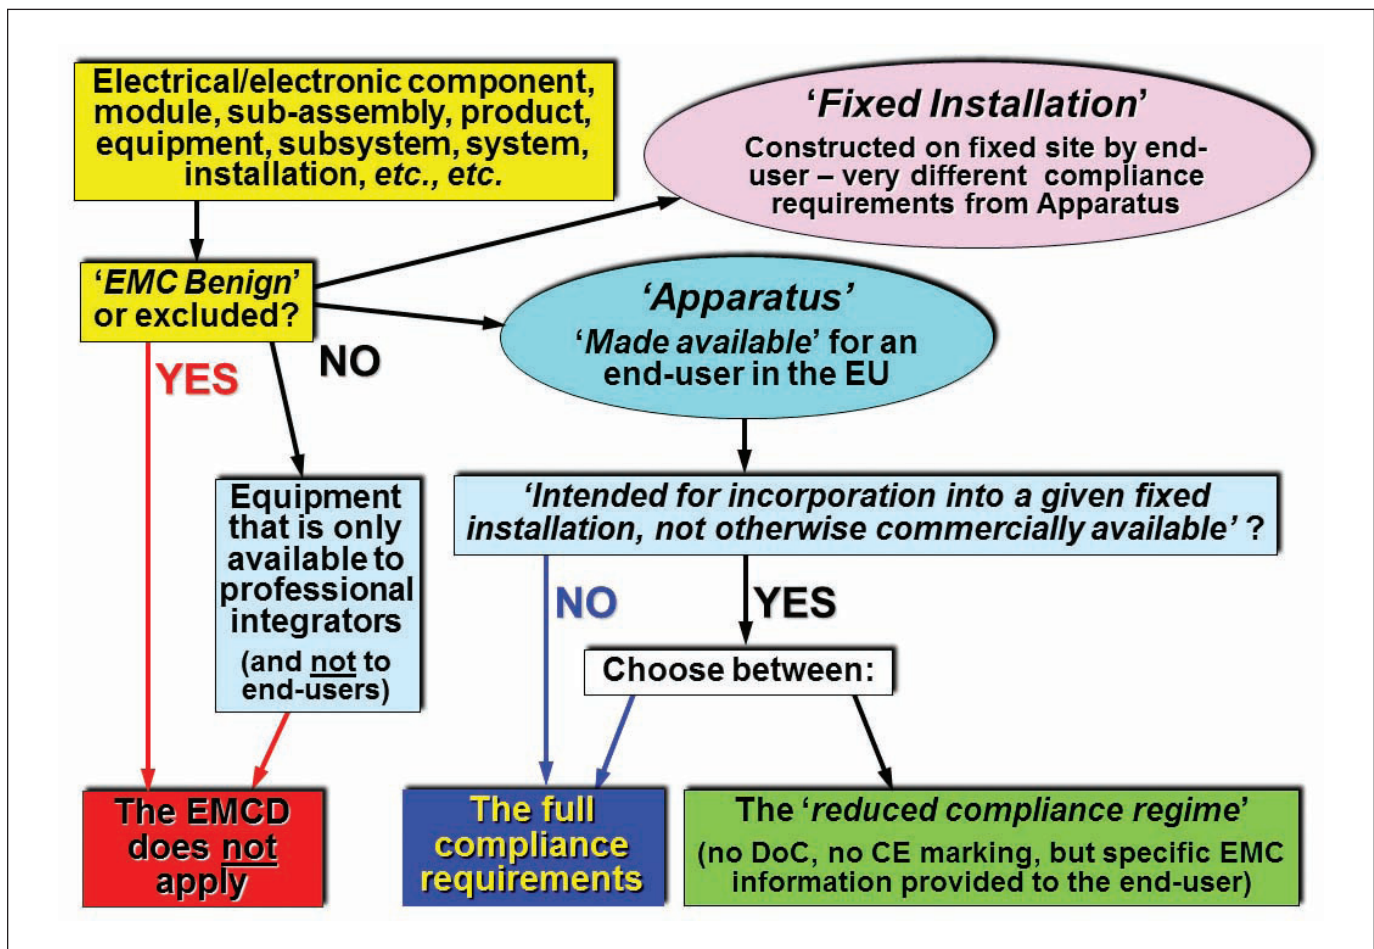 Electrical/electronic component,
module, sub-assembly, product,
equipment, subsystem, system,
installation, etc., etc.
‘Fixed Installation’
Constructed on fixed site by end-
user – very different compliance
requirements from Apparatus
‘EMC Benign’
or excluded?
‘Apparatus’
‘Made available’ for an
end-user in the EU
YES
NO
Equipment
that is only
available to
professional
integrators
(and not to
end-users)
‘Intended for incorporation into a given fixed
installation, not otherwise commercially available’ ?
NO
YES
Choose between:
The EMCD
does not
apply
The full
compliance
requirements
The ‘reduced compliance regime’
(no DoC, no CE marking, but specific EMC
information provided to the end-user)